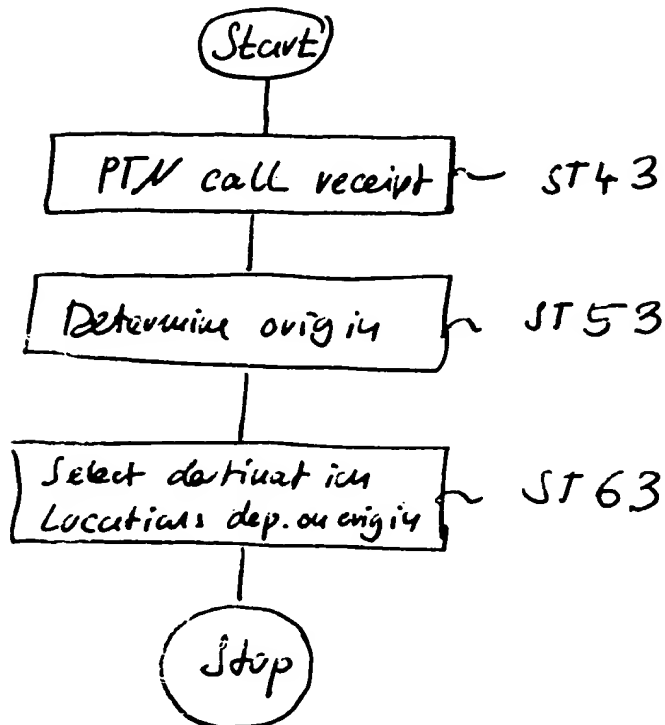 Start
PTN call receipt
ST43
Determine origin
ST53
Select destination
Locations dep. on origin
ST63
Stop